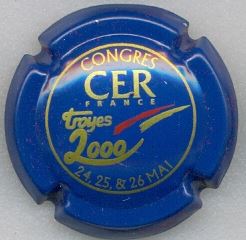 CONGRES
CER
FRANCE
troyes
2000
24, 25, & 26 MAI